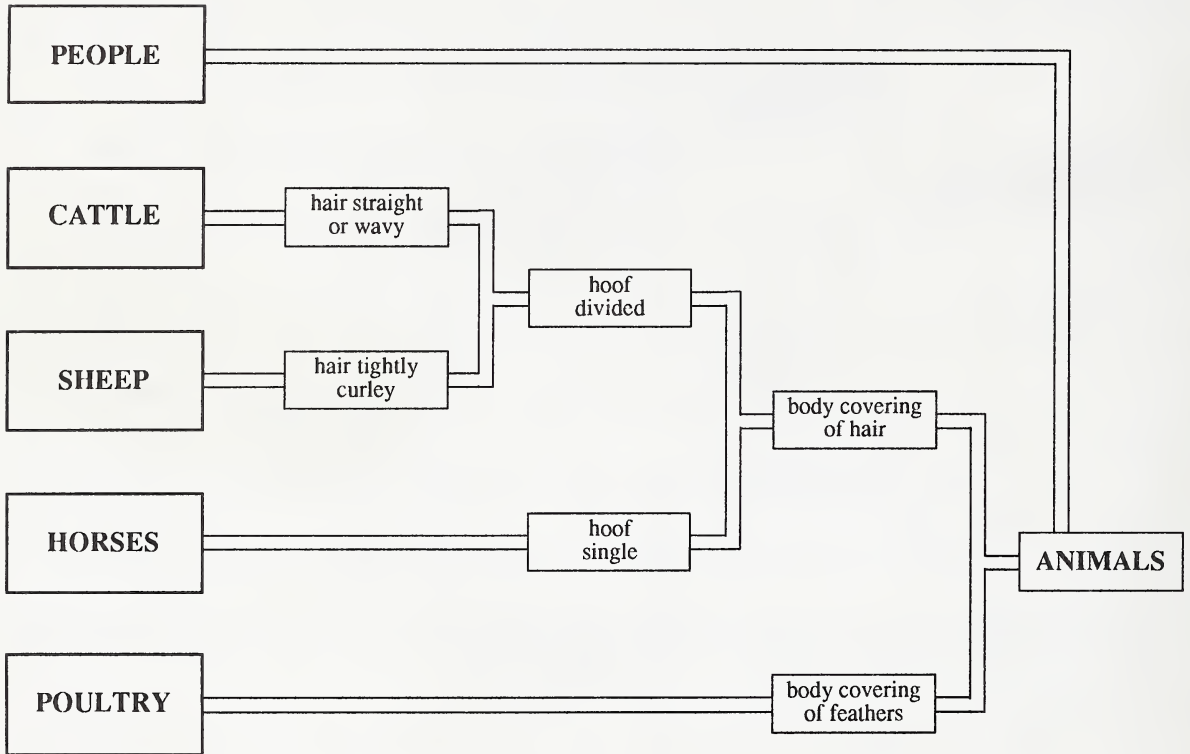 PEOPLE
CATTLE
hair straight
or wavy
hoof
divided
SHEEP
hair tightly
curley
body covering
of hair
HORSES
hoof
single
ANIMALS
POULTRY
body covering
of feathers